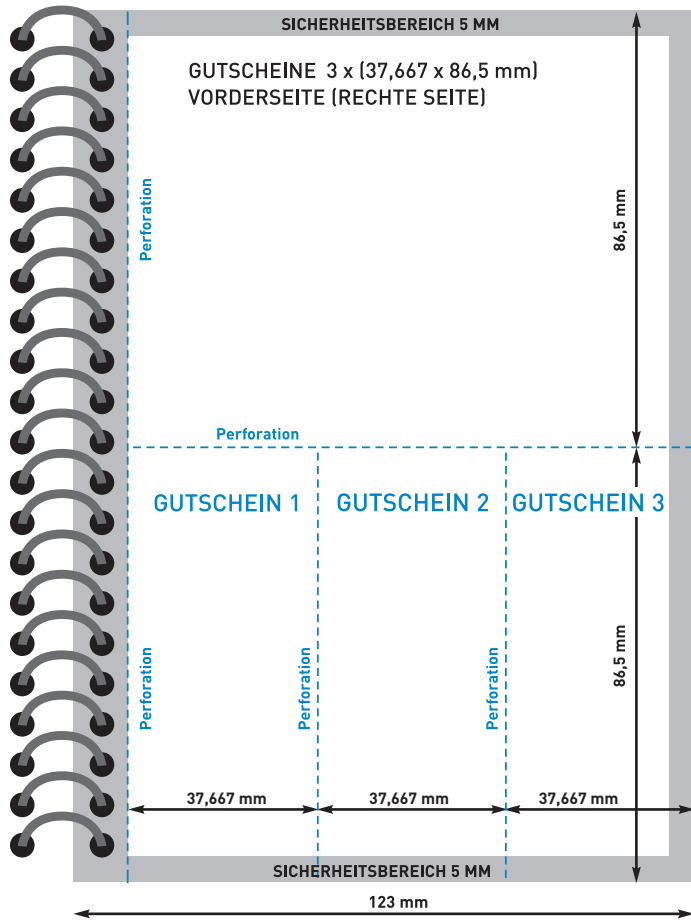 SICHERHEITSBEREICH 5 MM
GUTSCHEINE 3 x (37,667 x 86,5 mm)
VORDERSEITE (RECHTE SEITE)
Perforation
86,5 mm
Perforation
GUTSCHEIN 1
GUTSCHEIN 2
GUTSCHEIN 3
Perforation
Perforation
Perforation
86,5 mm
37,667 mm
37,667 mm
37,667 mm
SICHERHEITSBEREICH 5 MM
123 mm